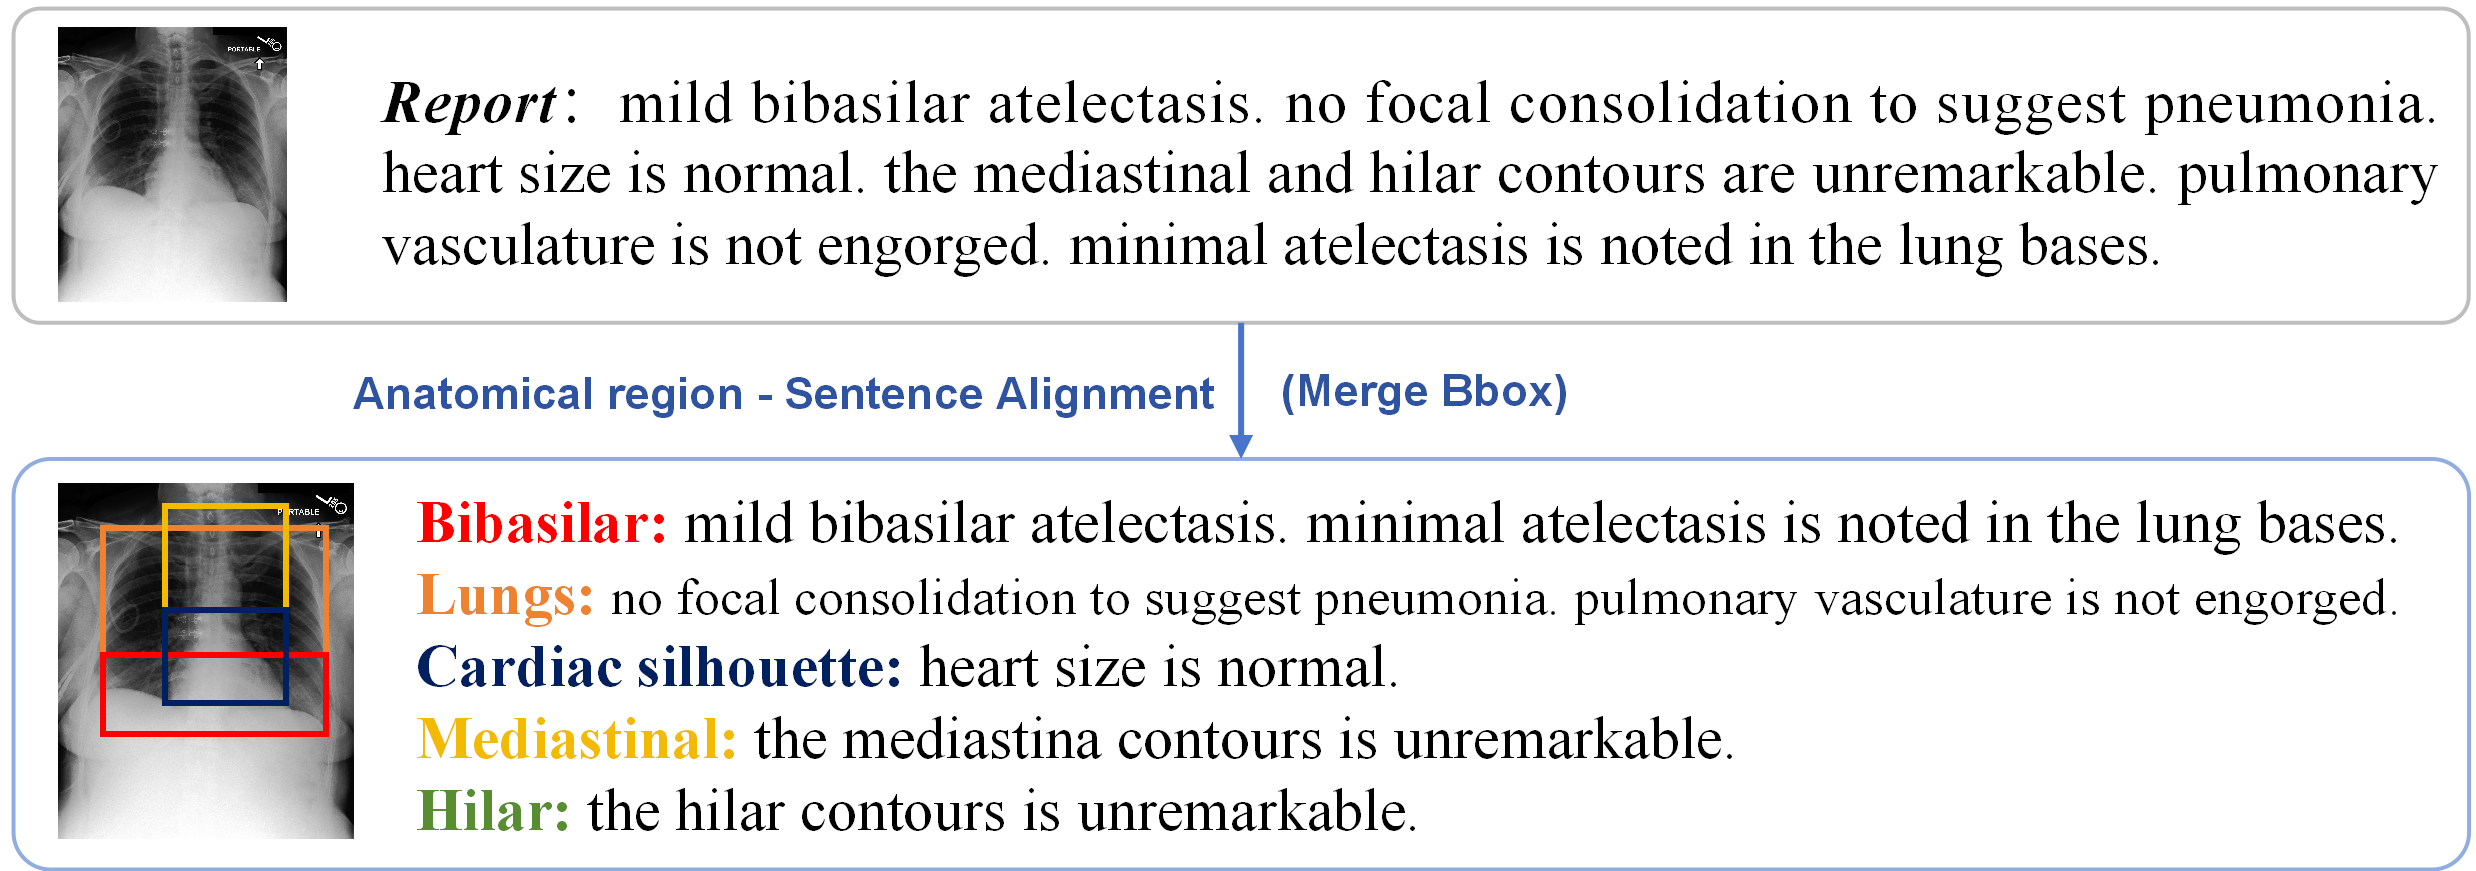 PORTABLE
Report: mild bibasilar atelectasis. no focal consolidation to suggest pneumonia.
heart size is normal. the mediastinal and hilar contours are unremarkable. pulmonary
vasculature is not engorged. minimal atelectasis is noted in the lung bases.
Anatomical region - Sentence Alignment (Merge Bbox)
PORTABLE
Bibasilar: mild bibasilar atelectasis. minimal atelectasis is noted in the lung bases.
Lungs: no focal consolidation to suggest pneumonia. pulmonary vasculature is not engorged.
Cardiac silhouette: heart size is normal.
Mediastinal: the mediastina contours is unremarkable.
Hilar: the hilar contours is unremarkable.